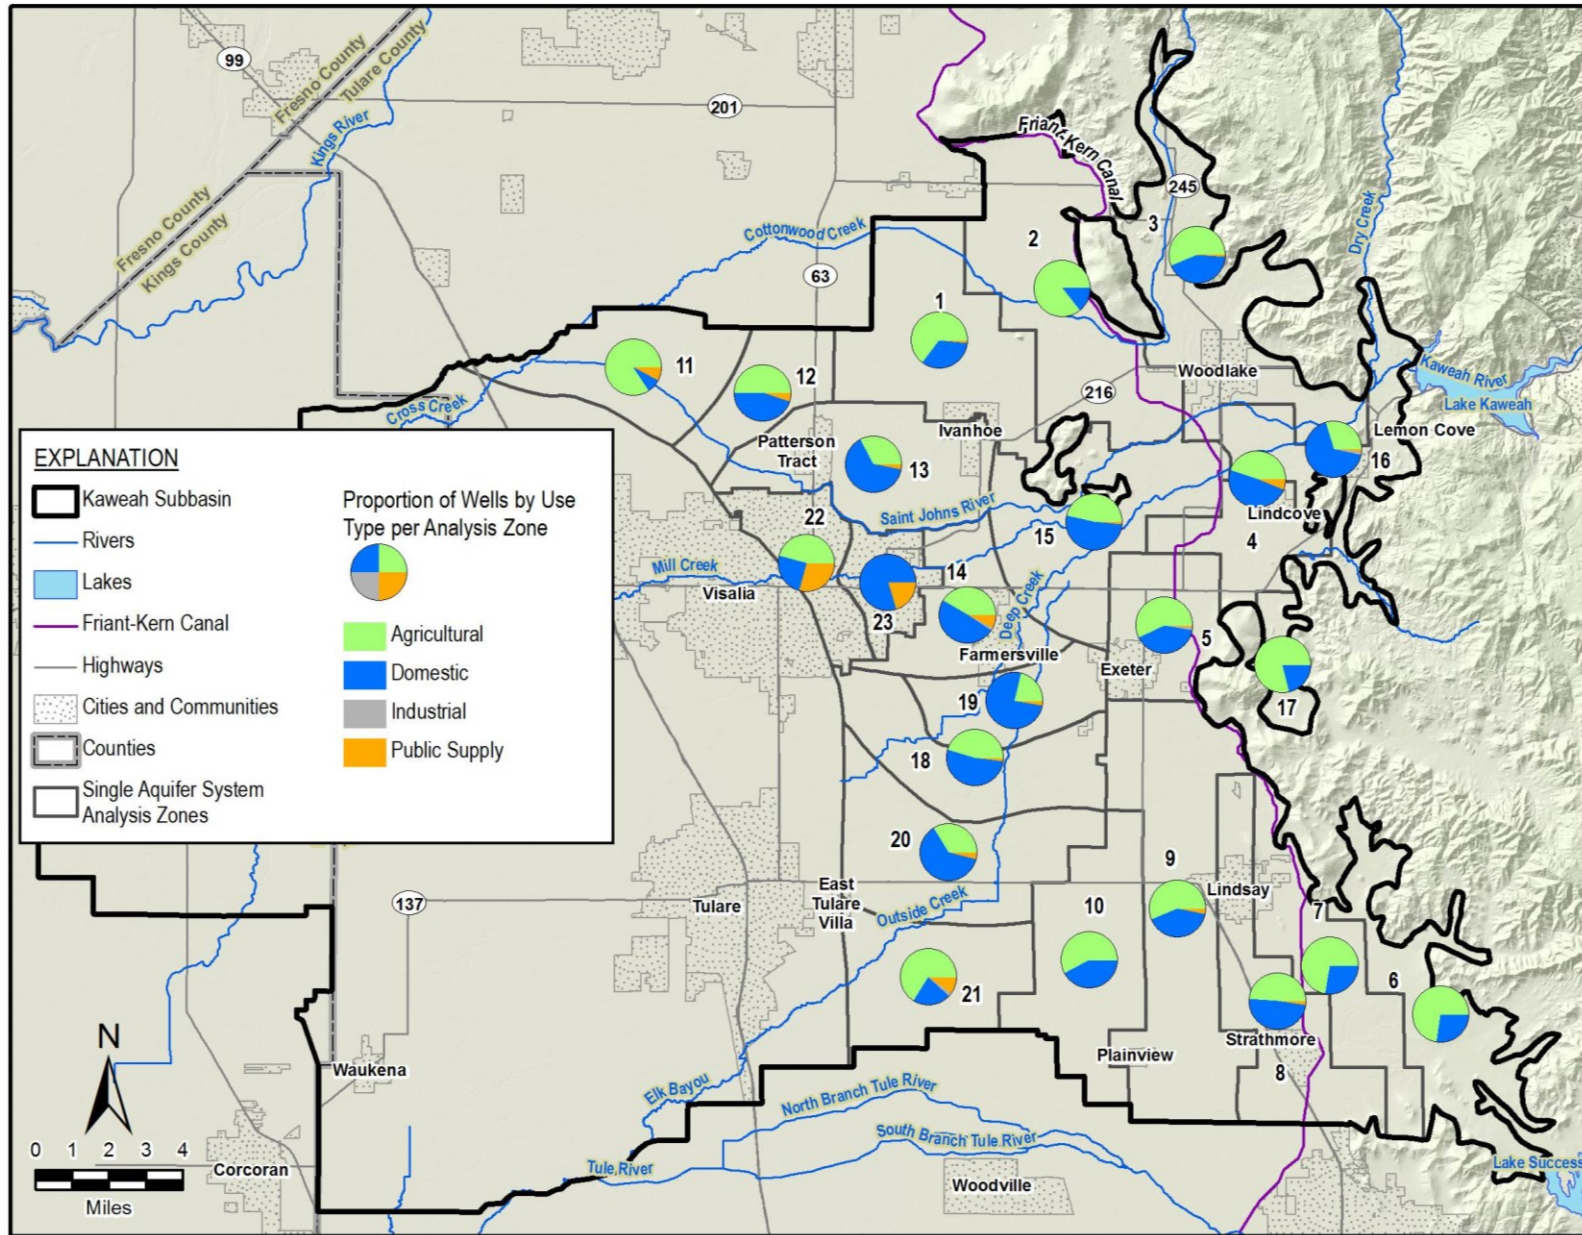 99
Fresno County
Tulare County
Kings River
201
Fresno County
Kings County
Friant-Kern Canal
245
3
Dry Creek
Cottonwood Creek
2
63
1
11
12
Cross Creek
216
Woodlake
Kaweah River
Lake Kaweah
Patterson
Tract
Ivanhoe
Lemon Cove
16
13
Saint Johns River
Lindcove
4
22
15
Mill Creek
Visalia
14
23
Deep Creek
Farmersville
Exeter
5
17
19
18
20
East
Tulare
Villa
Tulare
137
Outside Creek
9
Lindsay
10
7
6
21
Strathmore
8
Plainview
Waukena
Elk Bayou
North Branch Tule River
South Branch Tule River
Tule River
Corcoran
Woodville
Lake Success
EXPLANATION
Kaweah Subbasin
Rivers
Lakes
Friant-Kern Canal
Highways
Cities and Communities
Counties
Single Aquifer System
Analysis Zones
Proportion of Wells by Use
Type per Analysis Zone
Agricultural
Domestic
Industrial
Public Supply
N
0 1 2 3 4
Miles